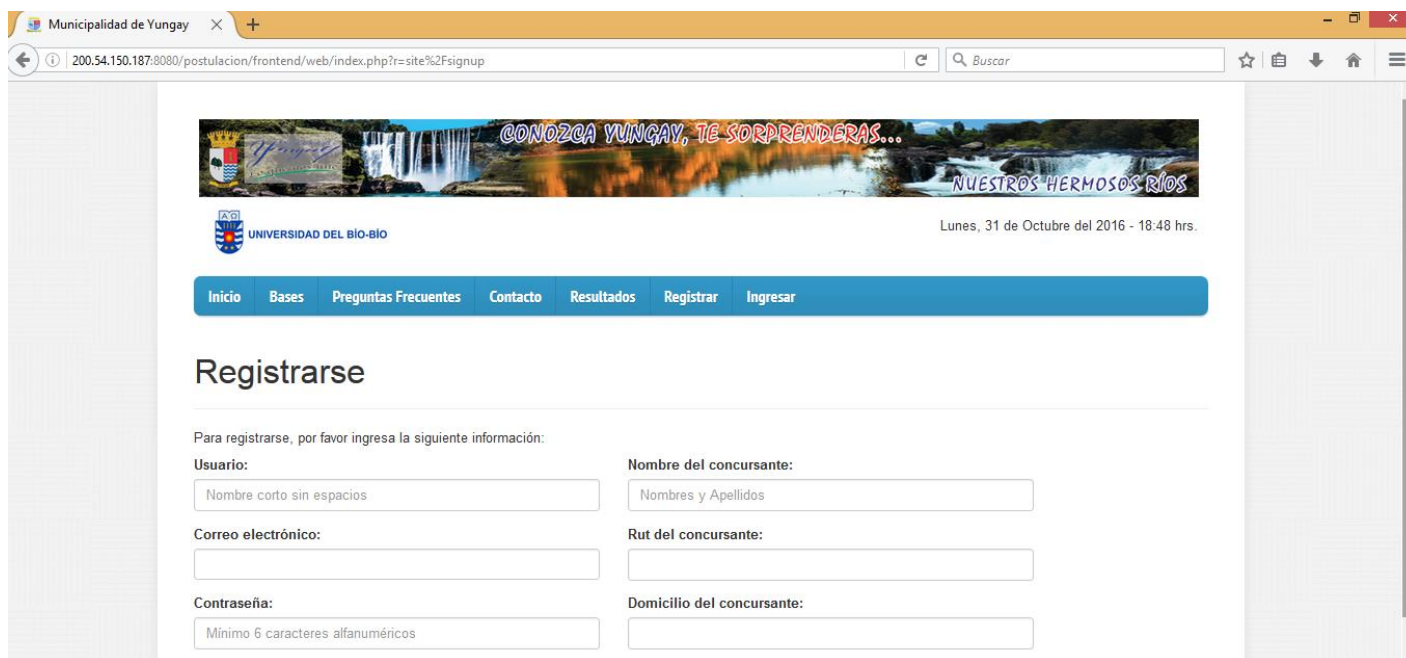 Municipalidad de Yungay
200.54.150.187:8080/postulacion/frontend/web/index.php?r=site%2Fsignup
Buscar
CONOZCA YUNGAY, TE SORPRENDERAS...
Yungay
NUESTROS HERMOSOS RÍOS
UNIVERSIDAD DEL BÍO-BÍO
Lunes, 31 de Octubre del 2016 - 18:48 hrs.
Inicio Bases Preguntas Frecuentes Contacto Resultados Registrar Ingresar
Registrarse
Para registrarse, por favor ingresa la siguiente información:
Usuario: Nombre del concursante:
Nombre corto sin espacios Nombres y Apellidos
Correo electrónico: Rut del concursante:
Contraseña: Domicilio del concursante:
Mínimo 6 caracteres alfanuméricos